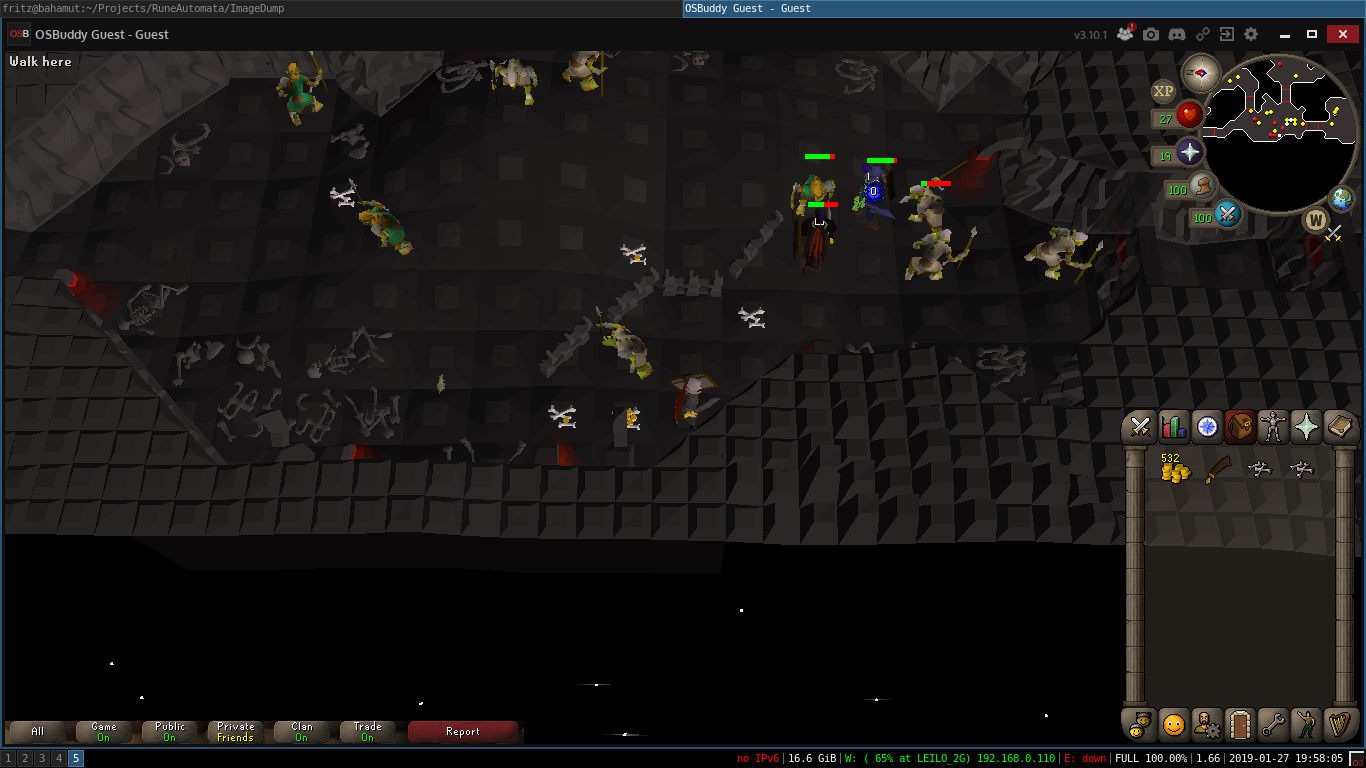 fritz@bahamut:~/Projects/RuneAutomata/ImageDump
OSBuddy Guest - Guest
OSB OSBuddy Guest - Guest
v3.10.1
Walk here
XP
27
19
100
100
W
0
532
All
Game
On
Public
On
Private
Friends
Clan
On
Trade
On
Report
1 2 3 4 5
no IPv6|16.6 GiB|W: ( 65% at LEILO_2G) 192.168.0.110|E: down|FULL 100.00%|1.66|2019-01-27 19:58:05